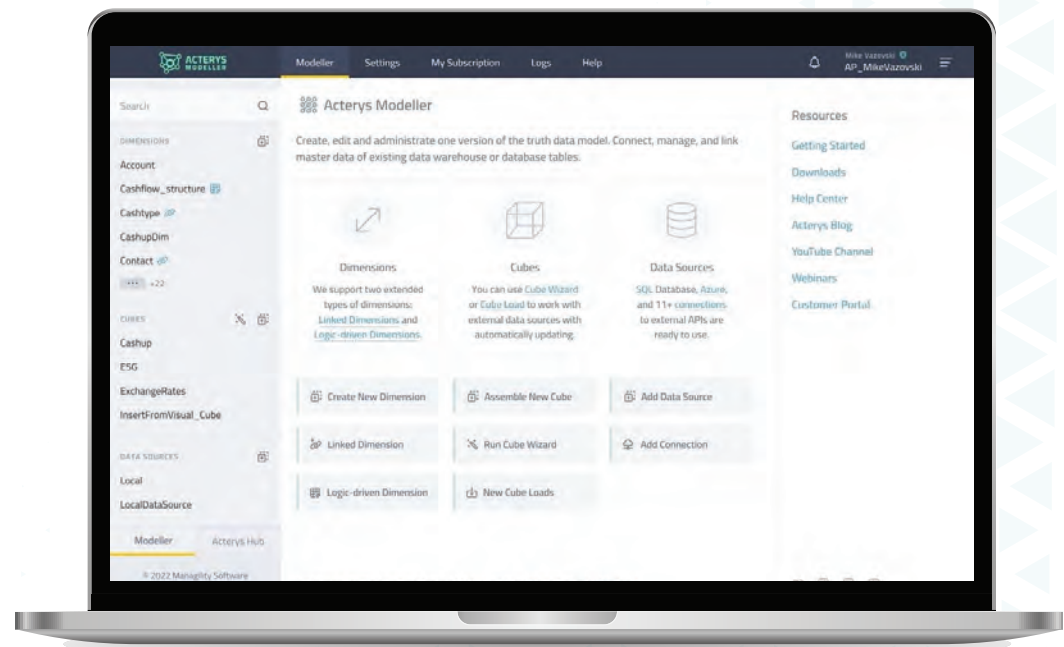 ACTERYS
MODELLER
Modeller
Settings
My Subscription
Logs
Help
Mike Vazovski
AP_MikeVazovski
Search
DIMENSIONS
Account
Cashflow_structure
Cashtype
CashupDim
Contact
+22
CUBES
Cashup
ESG
ExchangeRates
InsertFromVisual_Cube
DATA SOURCES
Local
LocalDataSource
Modeller
Acterys Hub
© 2022 Managility Software
Acterys Modeller
Create, edit and administrate one version of the truth data model. Connect, manage, and link
master data of existing data warehouse or database tables.
Dimensions
We support two extended
types of dimensions:
Linked Dimensions and
Logic-driven Dimensions.
Cubes
You can use Cube Wizard
or Cube Load to work with
external data sources with
automatically updating.
Data Sources
SQL Database, Azure,
and 11+ connections
to external APIs are
ready to use.
Create New Dimension
Assemble New Cube
Add Data Source
Linked Dimension
Run Cube Wizard
Add Connection
Logic-driven Dimension
New Cube Loads
Resources
Getting Started
Downloads
Help Center
Acterys Blog
YouTube Channel
Webinars
Customer Portal